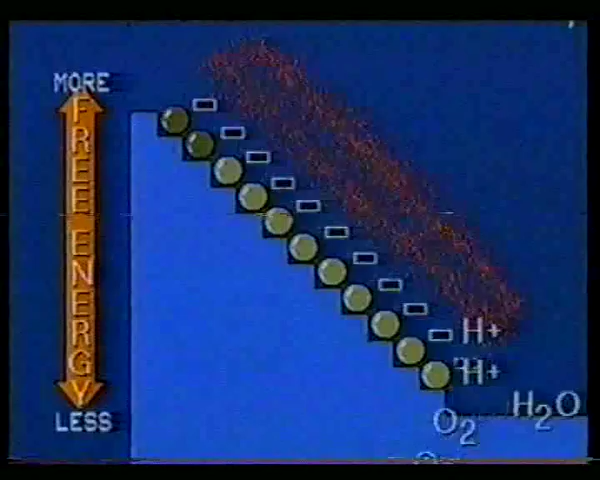 MORE
FREE ENERGY
LESS
H+
H+
O2
H2O